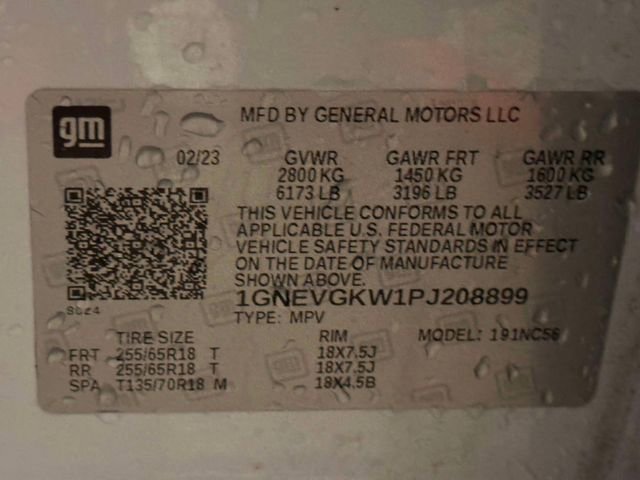 gm
MFD BY GENERAL MOTORS LLC
02/23 GVWR GAWR FRT GAWR RR
2800 KG 1450 KG 1600 KG
6173 LB 3196 LB 3527 LB
THIS VEHICLE CONFORMS TO ALL
APPLICABLE U.S. FEDERAL MOTOR
VEHICLE SAFETY STANDARDS IN EFFECT
ON THE DATE OF MANUFACTURE
SHOWN ABOVE.
1GNEVGKW1PJ208899
TYPE: MPV
TIRE SIZE RIM MODEL: 191NC56
FRT 255/65R18 T 18X7.5J
RR 255/65R18 T 18X7.5J
SPA T135/70R18 M 18X4.5B